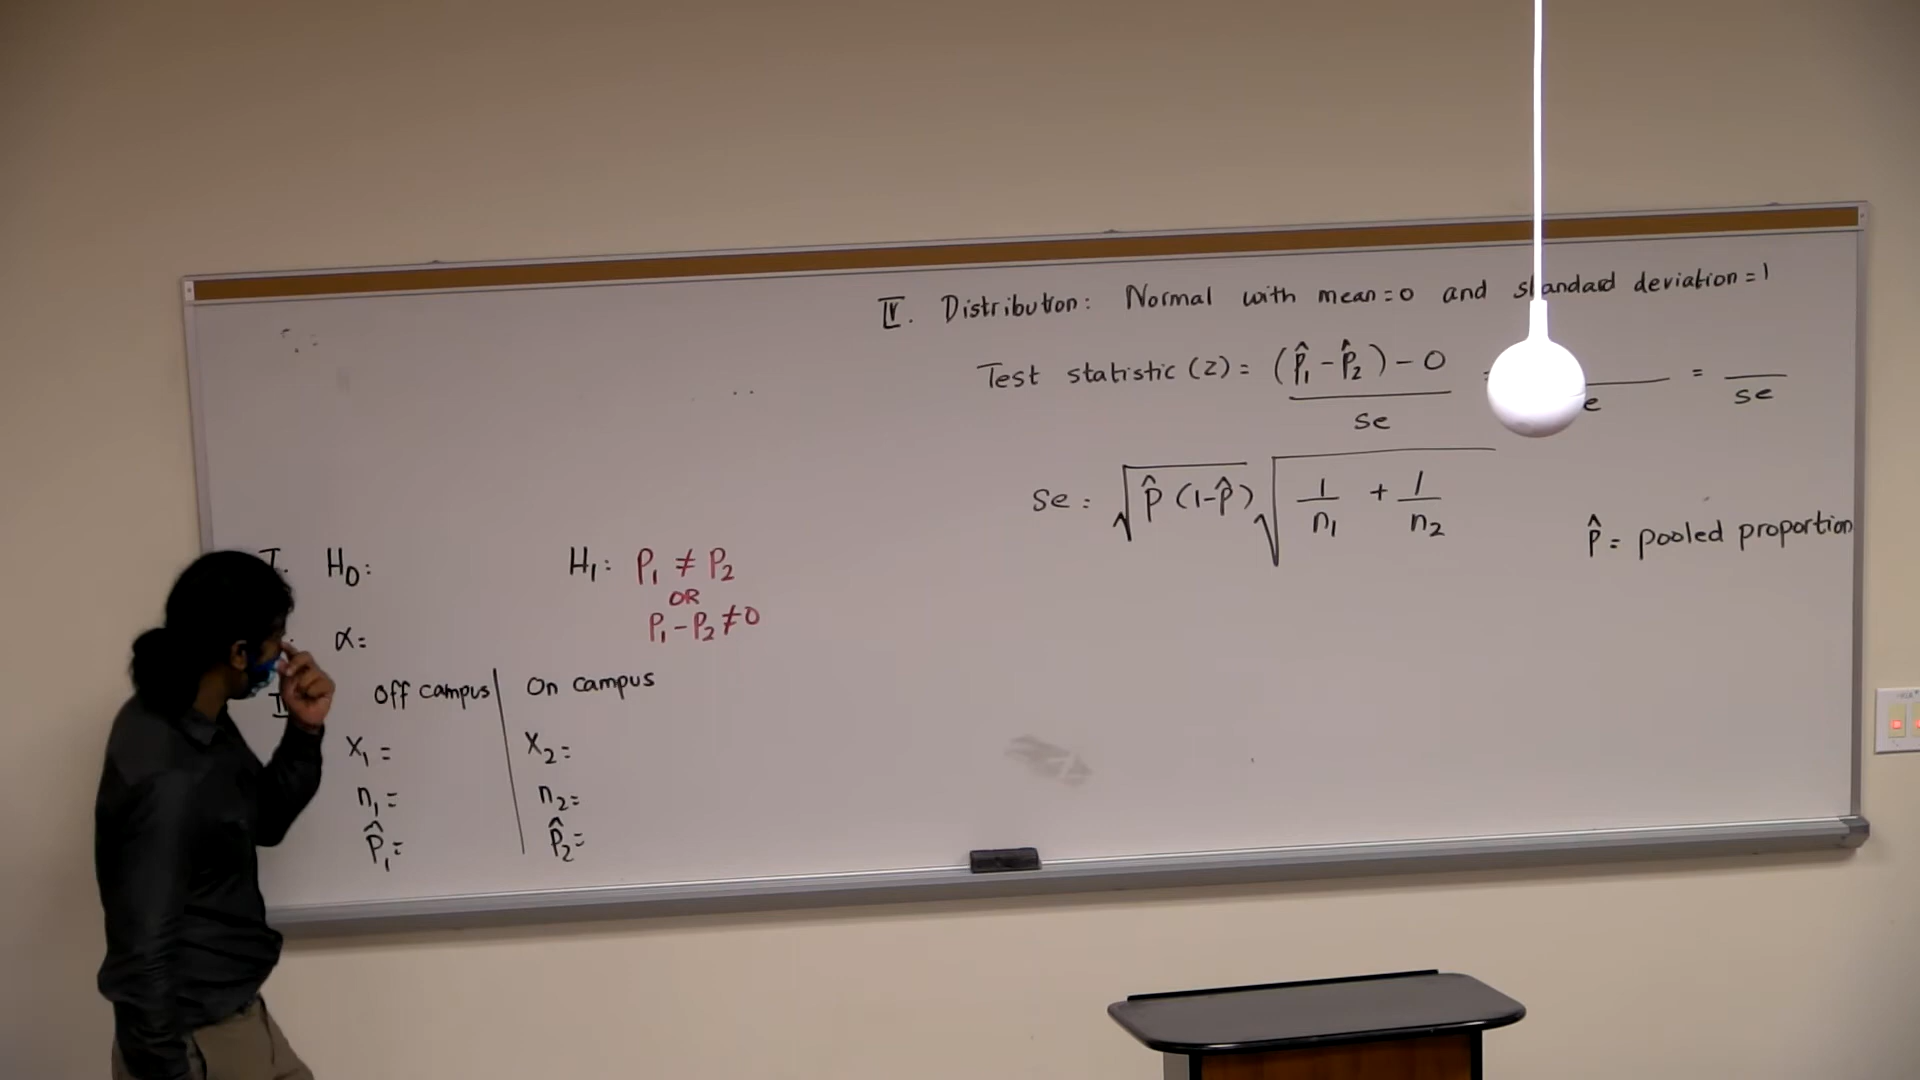 IV. Distribution: Normal with mean=0 and standard deviation=1
Test statistic (z) = (p̂₁ - p̂₂) - 0 / se = / e = / se
Se = √p̂(1-p̂) √1/n₁ + 1/n₂
p̂ = pooled proportion
I. H₀: H₁: P₁ ≠ P₂
OR
P₁ - P₂ ≠ 0
α=
off campus On campus
x₁ = x₂ =
n₁ = n₂ =
p̂₁ = p̂₂ =